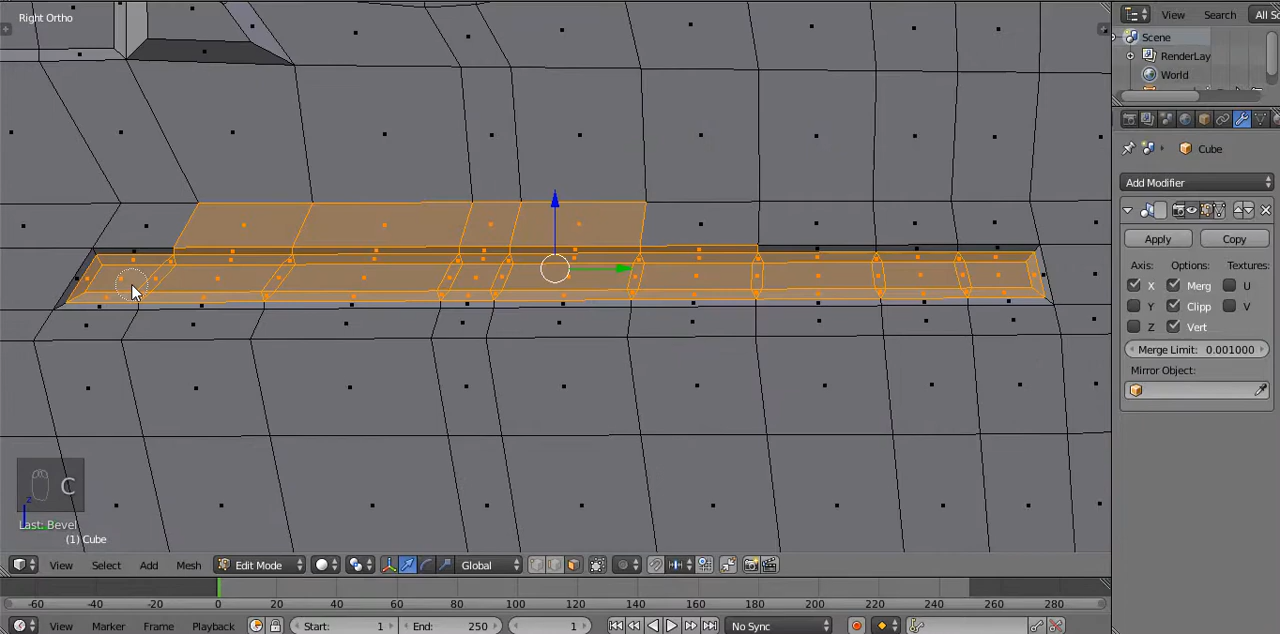 Right Ortho
View Search All Sc
Scene
RenderLay
World
Cube
Add Modifier
Apply Copy
Axis: Options: Textures:
X Merg U
Y Clipp V
Z Vert
Merge Limit: 0.001000
Mirror Object:
C
z
Last: Bevel
(1) Cube
View Select Add Mesh Edit Mode Global
-60 -40 -20 0 20 40 60 80 100 120 140 160 180 200 220 240 260 280
View Marker Frame Playback Start: 1 End: 250 1 No Sync